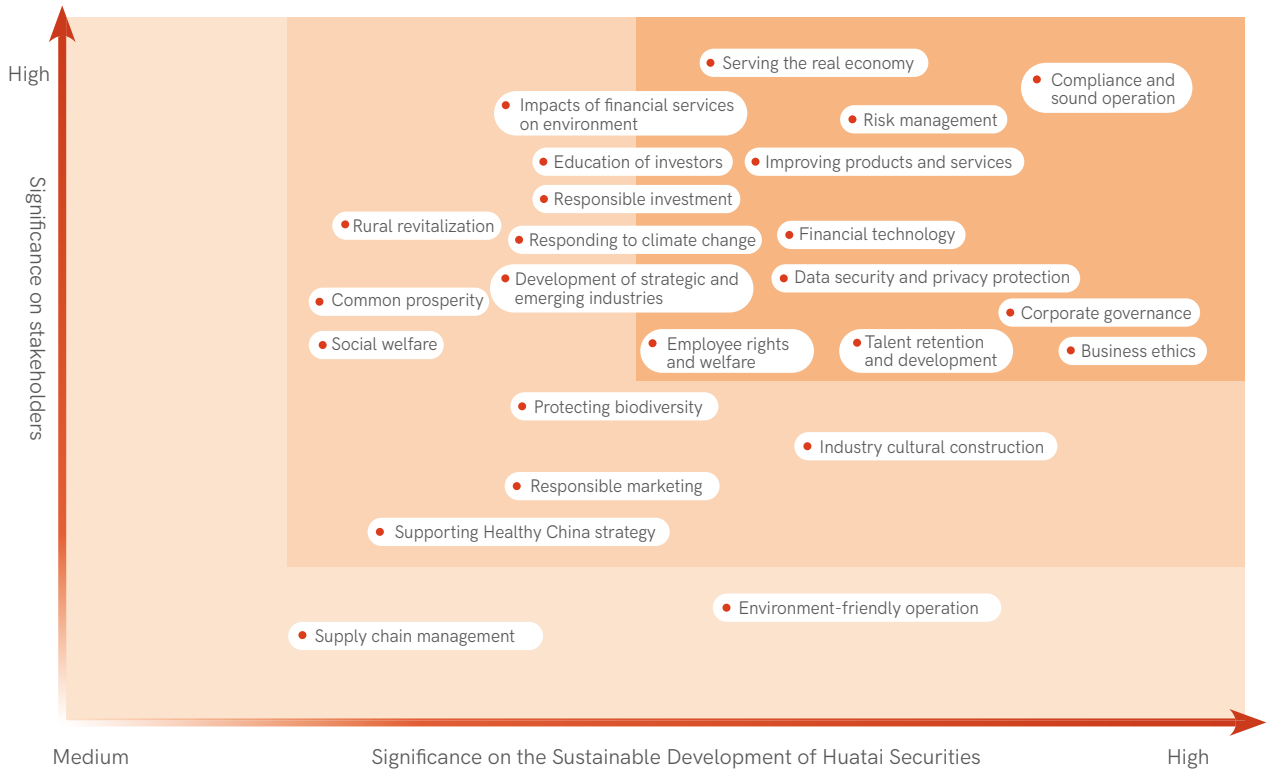 High
Significance on stakeholders
Serving the real economy
Compliance and
sound operation
Impacts of financial services
on environment
Risk management
Education of investors
Improving products and services
Responsible investment
Rural revitalization
Responding to climate change
Financial technology
Development of strategic and
emerging industries
Data security and privacy protection
Common prosperity
Corporate governance
Social welfare
Employee rights
and welfare
Talent retention
and development
Business ethics
Protecting biodiversity
Industry cultural construction
Responsible marketing
Supporting Healthy China strategy
Environment-friendly operation
Supply chain management
Medium
Significance on the Sustainable Development of Huatai Securities
High